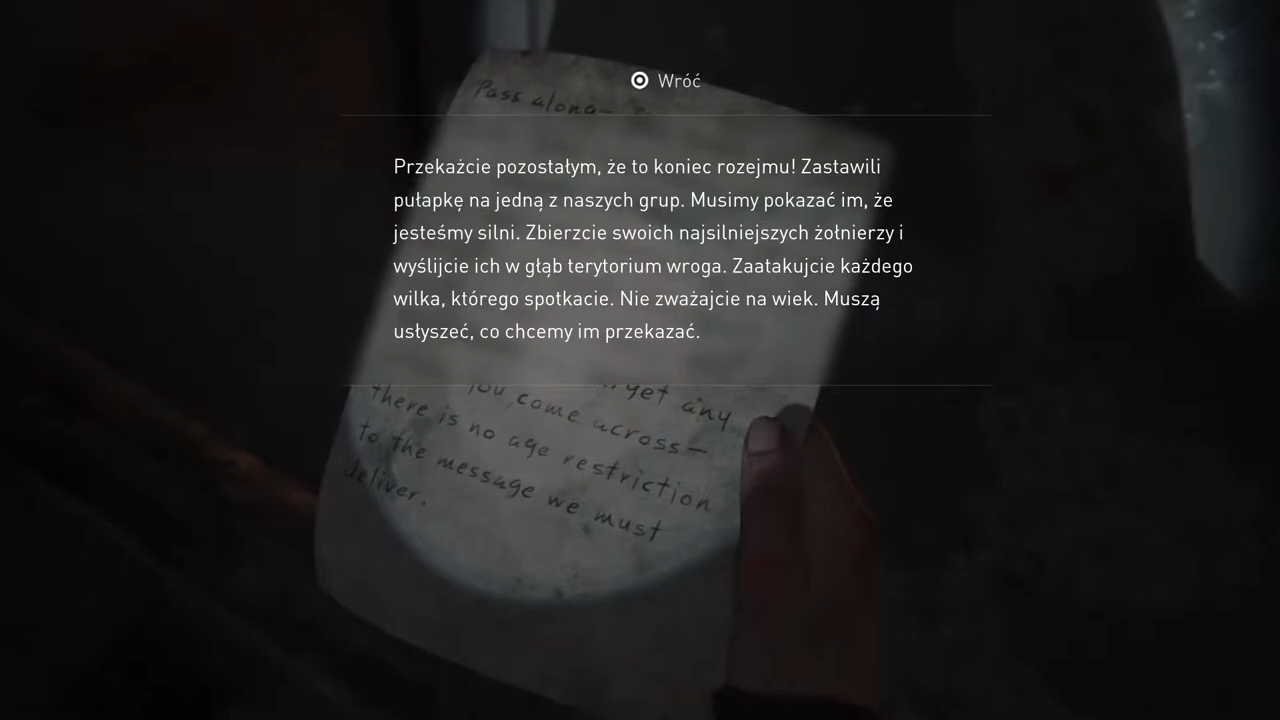 Wróć
Pass along—
Przekażcie pozostałym, że to koniec rozejmu! Zastawili
pułapkę na jedną z naszych grup. Musimy pokazać im, że
jesteśmy silni. Zbierzcie swoich najsilniejszych żołnierzy i
wyślijcie ich w głąb terytorium wroga. Zaatakujcie każdego
wilka, którego spotkacie. Nie zważajcie na wiek. Muszą
usłyszeć, co chcemy im przekazać.
any
you come across—
there is no age restriction
to the message we must
deliver.